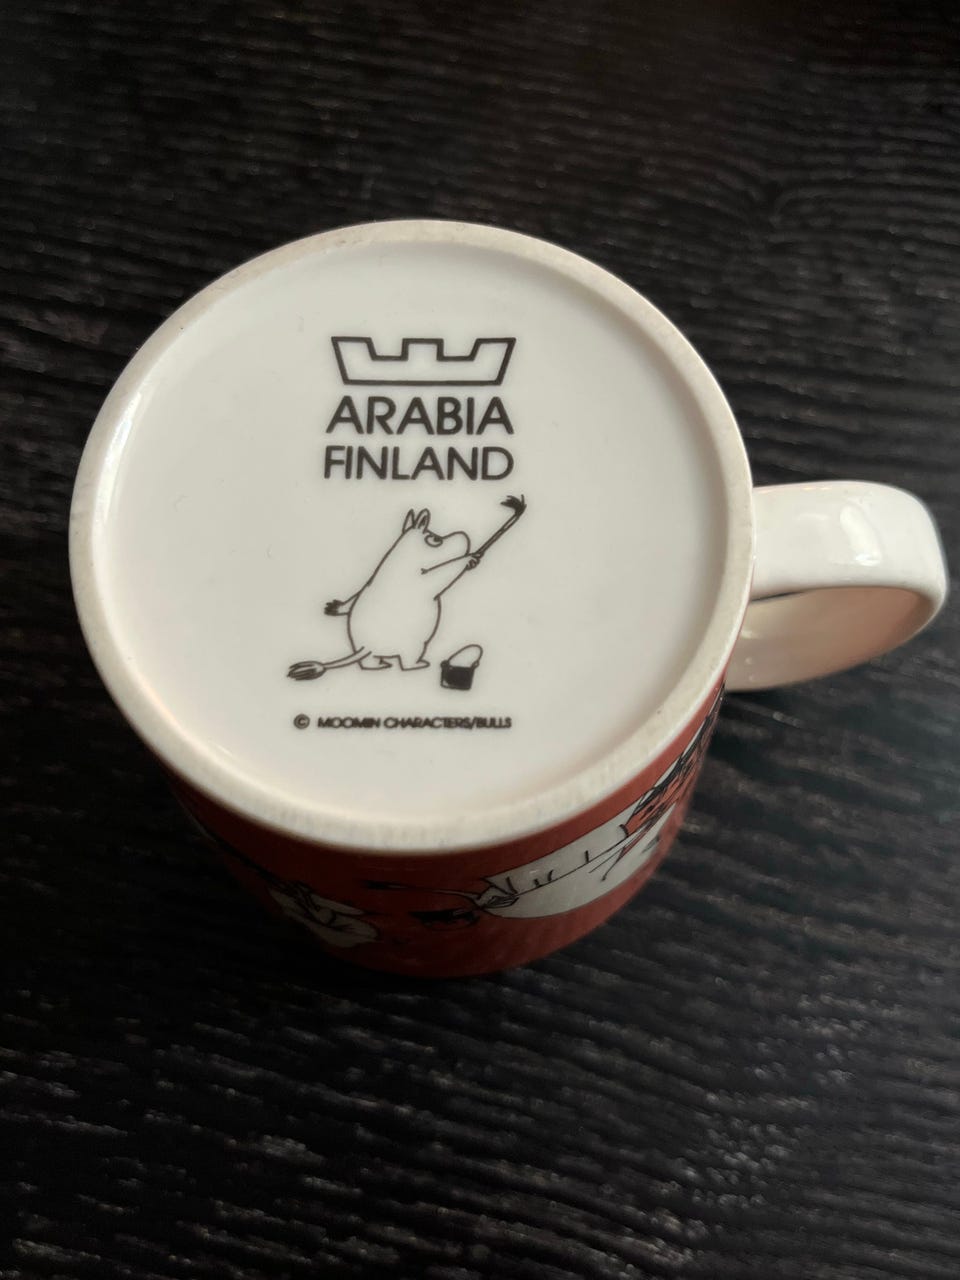 ARABIA
FINLAND
© MOOMIN CHARACTERS/BULLS